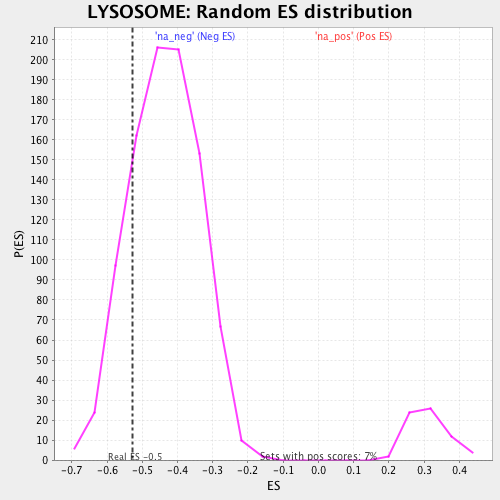 LYSOSOME: Random ES distribution
'na_neg' (Neg ES)
'na_pos' (Pos ES)
P(ES)
210
200
190
180
170
160
150
140
130
120
110
100
90
80
70
60
50
40
30
20
10
0
Real ES -0.5
Sets with pos scores: 7%
-0.7 -0.6 -0.5 -0.4 -0.3 -0.2 -0.1 0.0 0.1 0.2 0.3 0.4
ES